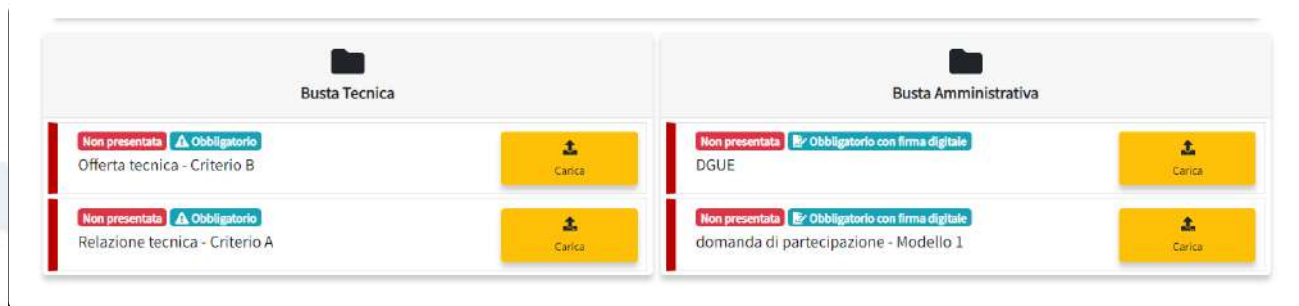 Busta Tecnica
Non presentata Obbligatorio
Offerta tecnica - Criterio B
Carica
Non presentata Obbligatorio
Relazione tecnica - Criterio A
Carica
Busta Amministrativa
Non presentata Obbligatorio con firma digitale
DGUE
Carica
Non presentata Obbligatorio con firma digitale
domanda di partecipazione - Modello 1
Carica